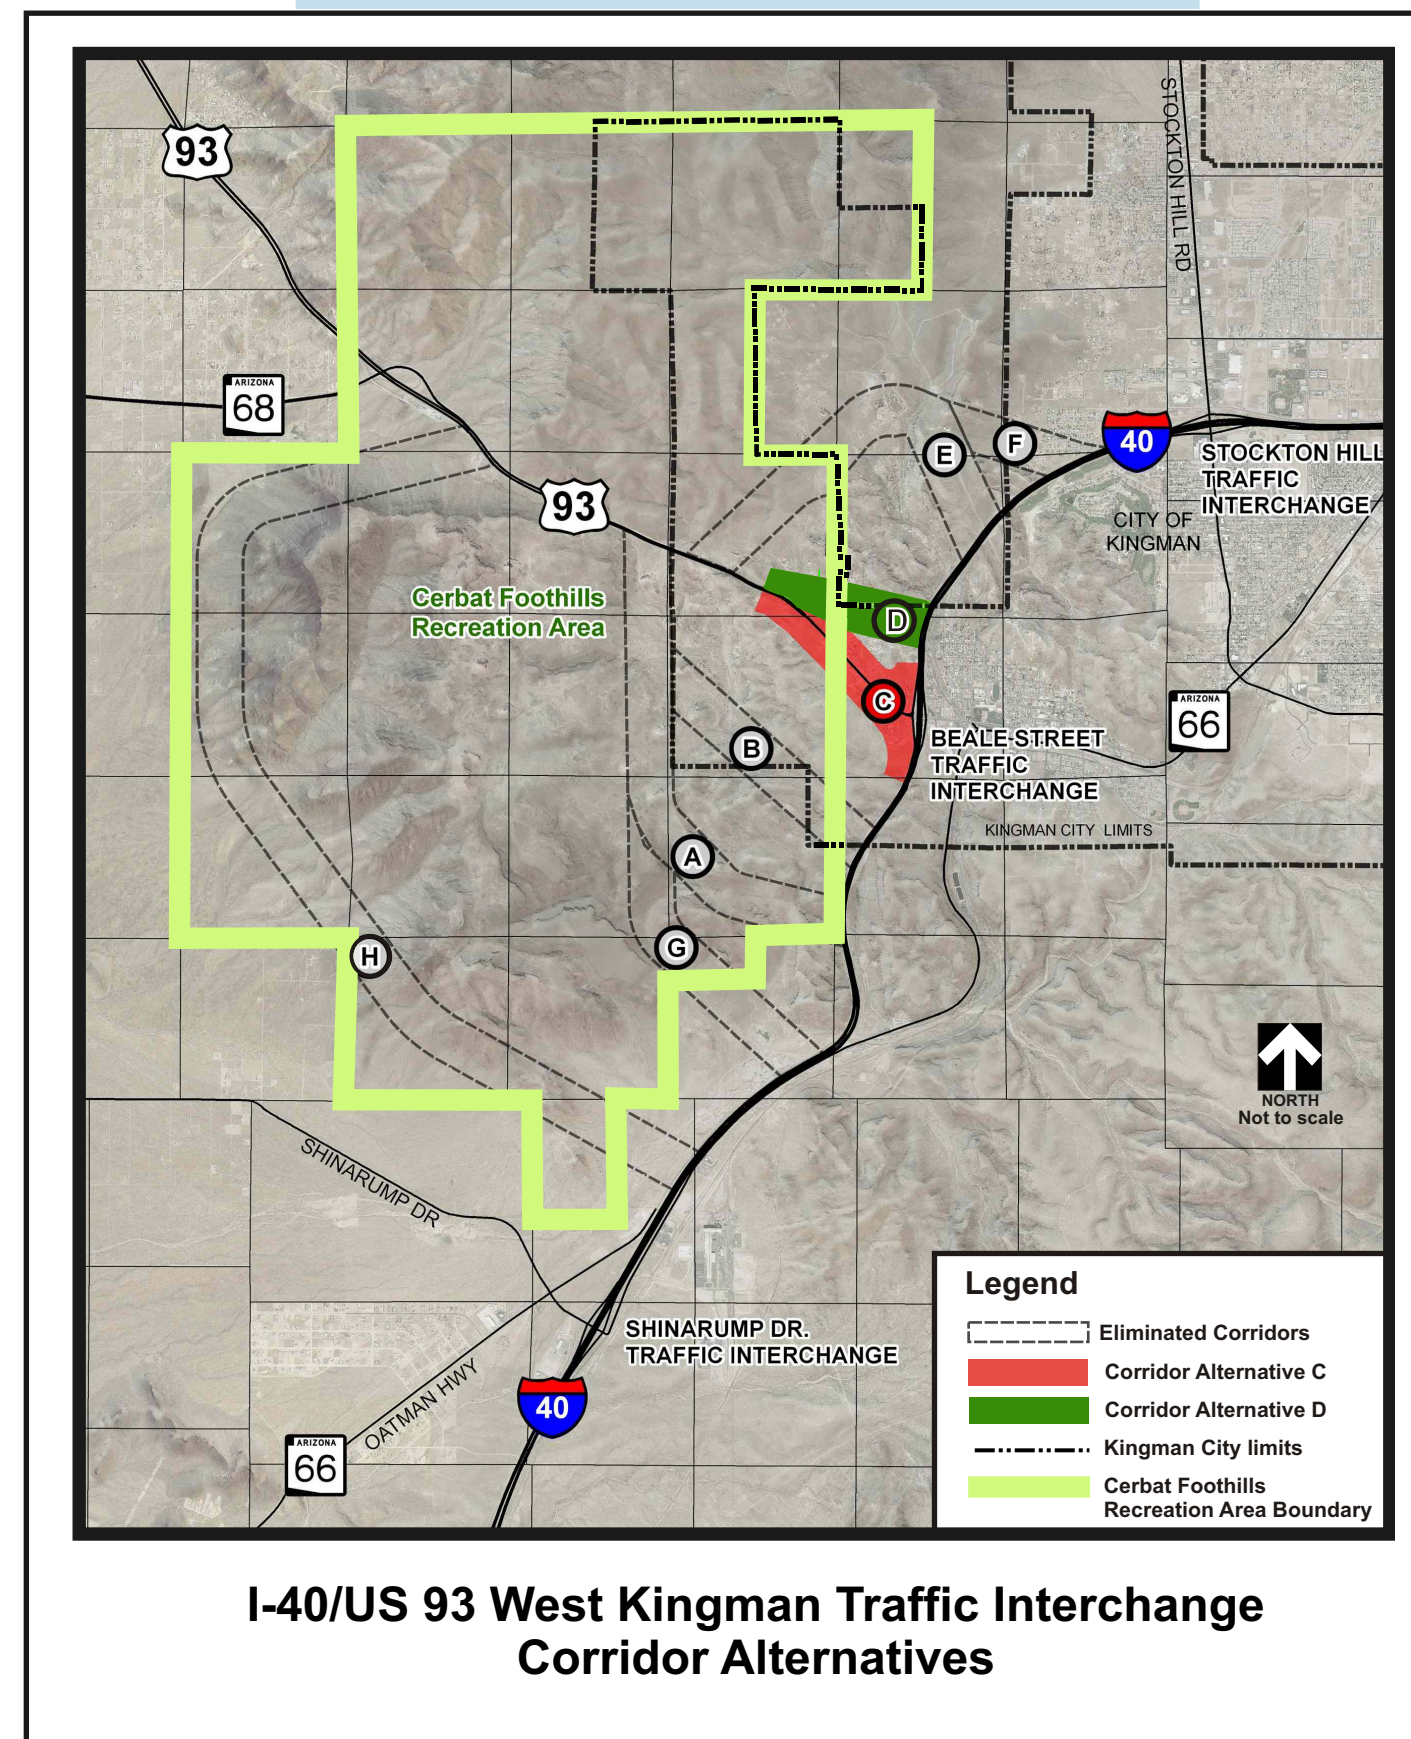 93
STOCKTON HILL RD
ARIZONA
68
40
STOCKTON HILL
TRAFFIC
INTERCHANGE
E
F
93
CITY OF
KINGMAN
Cerbat Foothills
Recreation Area
D
C
ARIZONA
66
B
BEALE STREET
TRAFFIC
INTERCHANGE
KINGMAN CITY LIMITS
A
H
G
NORTH
Not to scale
SHINARUMP DR
SHINARUMP DR.
TRAFFIC INTERCHANGE
OATMAN HWY
40
ARIZONA
66
Legend
Eliminated Corridors
Corridor Alternative C
Corridor Alternative D
Kingman City limits
Cerbat Foothills
Recreation Area Boundary
I-40/US 93 West Kingman Traffic Interchange
Corridor Alternatives